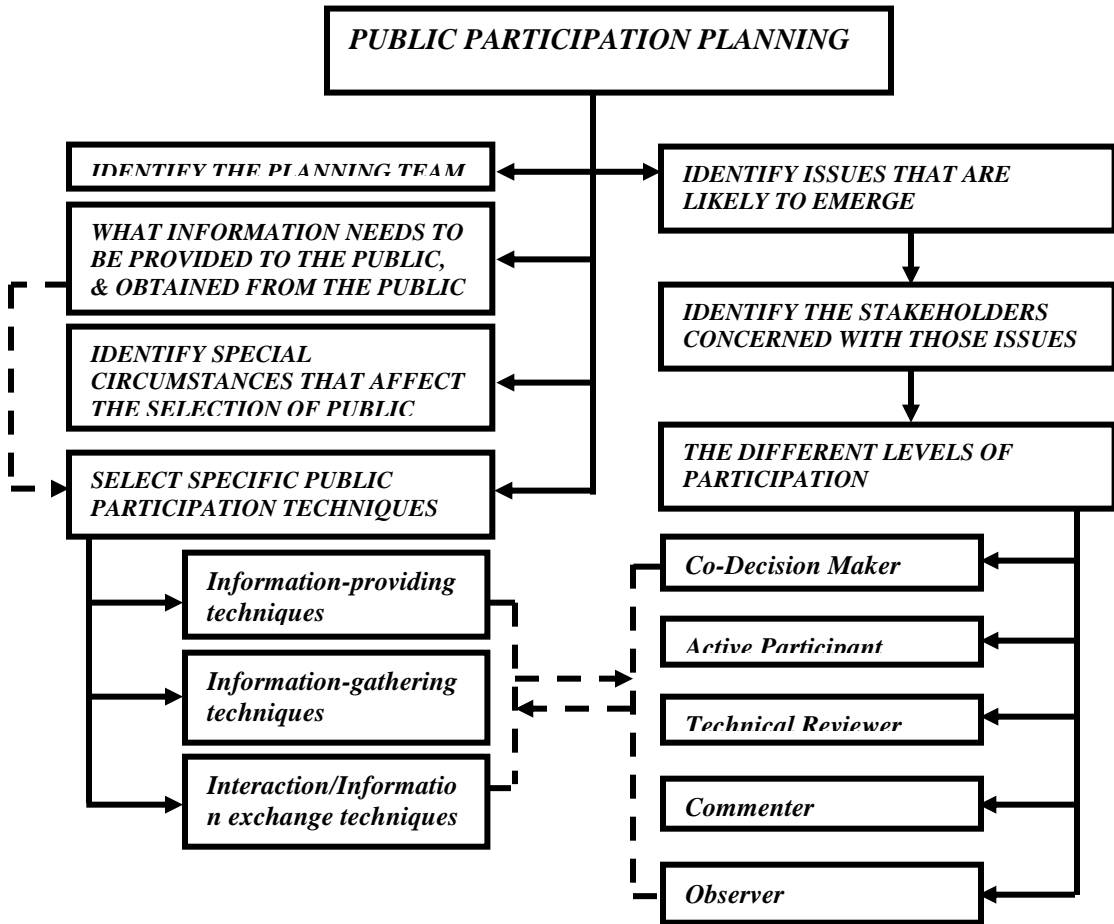 PUBLIC PARTICIPATION PLANNING
IDENTIFY THE PLANNING TEAM
WHAT INFORMATION NEEDS TO
BE PROVIDED TO THE PUBLIC,
& OBTAINED FROM THE PUBLIC
IDENTIFY SPECIAL
CIRCUMSTANCES THAT AFFECT
THE SELECTION OF PUBLIC
SELECT SPECIFIC PUBLIC
PARTICIPATION TECHNIQUES
Information-providing
techniques
Information-gathering
techniques
Interaction/Informatio
n exchange techniques
IDENTIFY ISSUES THAT ARE
LIKELY TO EMERGE
IDENTIFY THE STAKEHOLDERS
CONCERNED WITH THOSE ISSUES
THE DIFFERENT LEVELS OF
PARTICIPATION
Co-Decision Maker
Active Participant
Technical Reviewer
Commenter
Observer